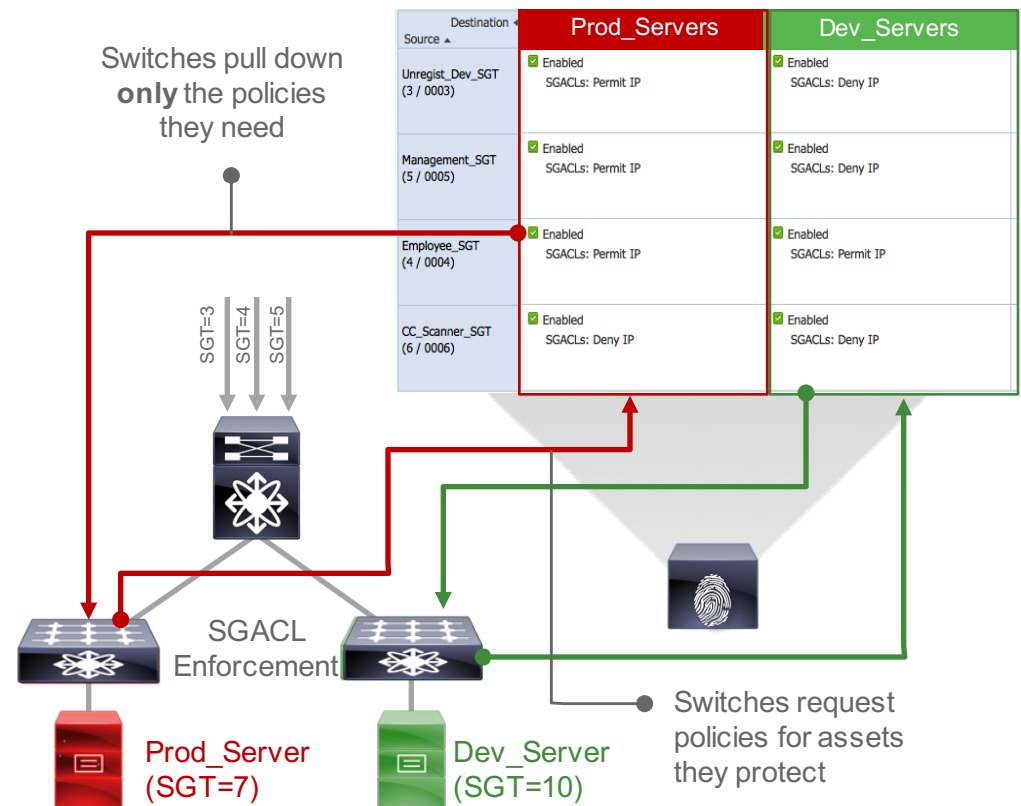 Switches pull down
only the policies
they need
Destination
Source
Prod_Servers
Dev_Servers
Unregist_Dev_SGT
(3 / 0003)
Enabled
SGACLs: Permit IP
Enabled
SGACLs: Deny IP
Management_SGT
(5 / 0005)
Enabled
SGACLs: Permit IP
Enabled
SGACLs: Deny IP
Employee_SGT
(4 / 0004)
Enabled
SGACLs: Permit IP
Enabled
SGACLs: Permit IP
CC_Scanner_SGT
(6 / 0006)
Enabled
SGACLs: Deny IP
Enabled
SGACLs: Deny IP
SGT=3
SGT=4
SGT=5
SGACL
Enforcement
Prod_Server
(SGT=7)
Dev_Server
(SGT=10)
Switches request
policies for assets
they protect